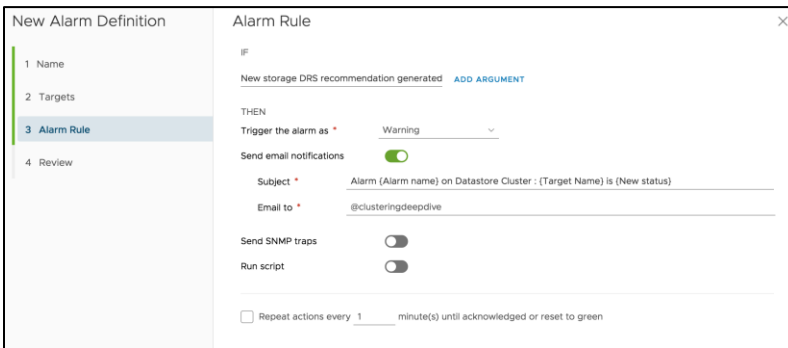 New Alarm Definition
1 Name
2 Targets
3 Alarm Rule
4 Review
Alarm Rule
IF
New storage DRS recommendation generated ADD ARGUMENT
THEN
Trigger the alarm as * Warning
Send email notifications
Subject * Alarm {Alarm name} on Datastore Cluster : {Target Name} is {New status}
Email to * @clusteringdeepdive
Send SNMP traps
Run script
Repeat actions every 1 minute(s) until acknowledged or reset to green